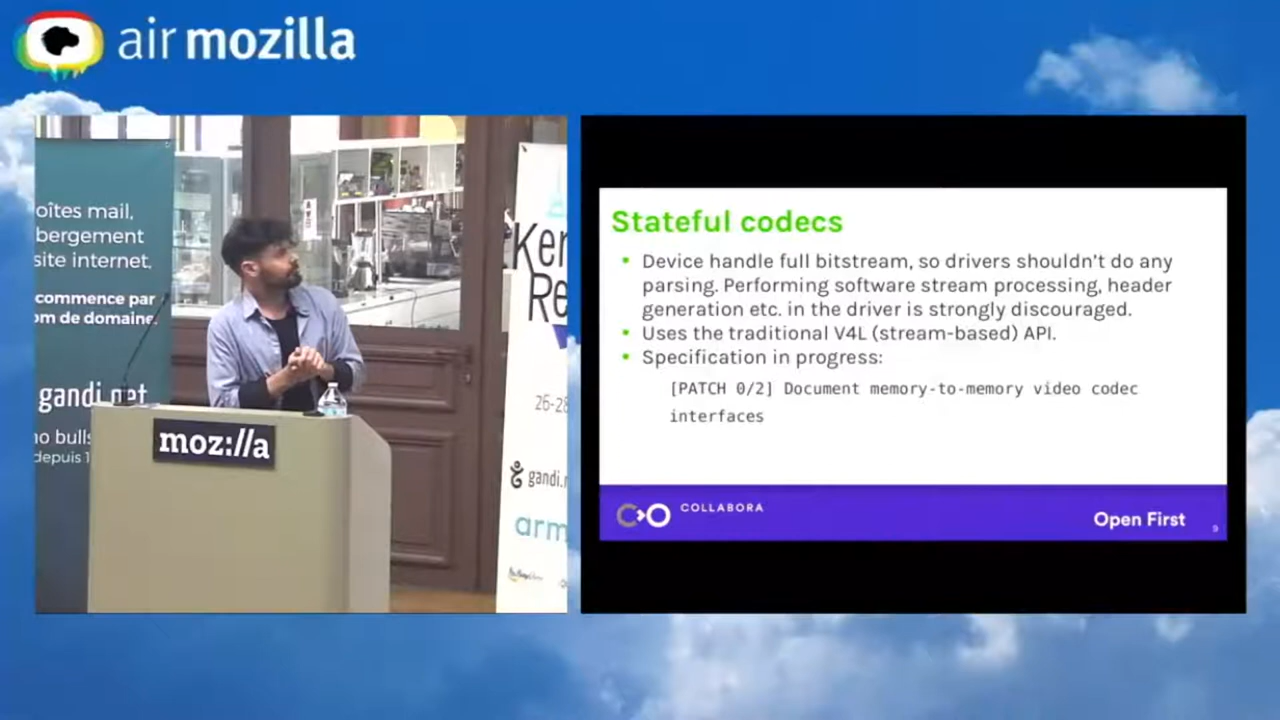 air mozilla
oîtes mail,
bergement
site internet,
commence par
om de domaine.
gandi.net
no bulls
depuis 1
moz://a
Ker
Re
26-28
gandi.n
arm
Stateful codecs
Device handle full bitstream, so drivers shouldn't do any
parsing. Performing software stream processing, header
generation etc. in the driver is strongly discouraged.
Uses the traditional V4L (stream-based) API.
Specification in progress:
[PATCH 0/2] Document memory-to-memory video codec
interfaces
COLLABORA
Open First
9